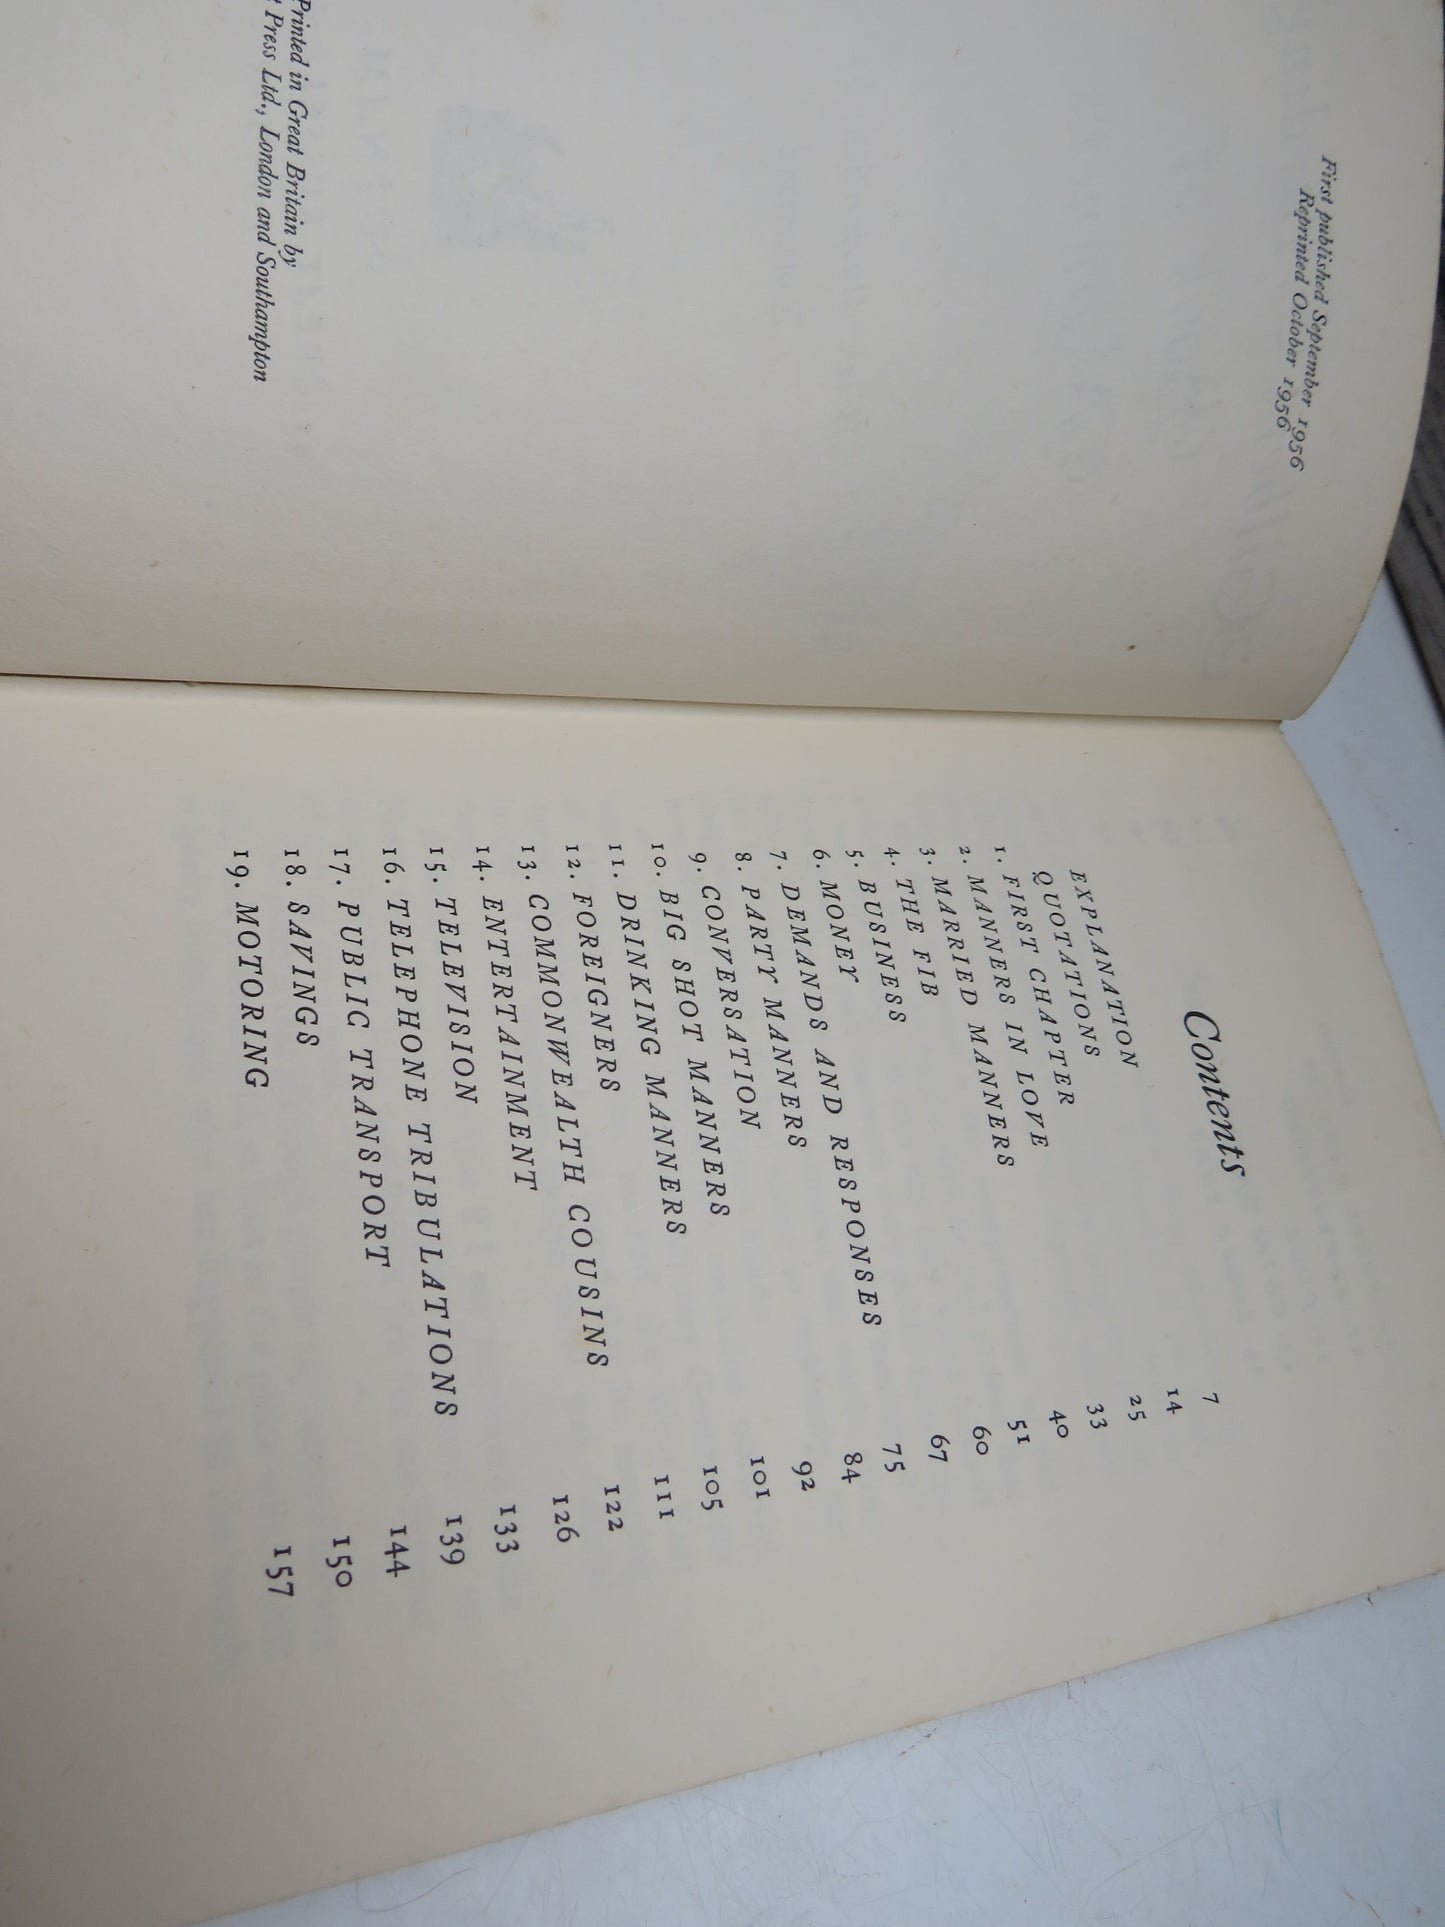 First published September 1956
Reprinted October 1956
Printed in Great Britain by
Press Ltd., London and Southampton
Contents
EXPLANATION 7
QUOTATIONS 14
1. FIRST CHAPTER 25
2. MANNERS IN LOVE 33
3. MARRIED MANNERS 40
4. THE FIB 51
5. BUSINESS 60
6. MONEY 67
7. DEMANDS AND RESPONSES 75
8. PARTY MANNERS 84
9. CONVERSATION 92
10. BIG SHOT MANNERS 101
11. DRINKING MANNERS 105
12. FOREIGNERS 111
13. COMMONWEALTH COUSINS 122
14. ENTERTAINMENT 126
15. TELEVISION 133
16. TELEPHONE TRIBULATIONS 139
17. PUBLIC TRANSPORT 144
18. SAVINGS 150
19. MOTORING 157